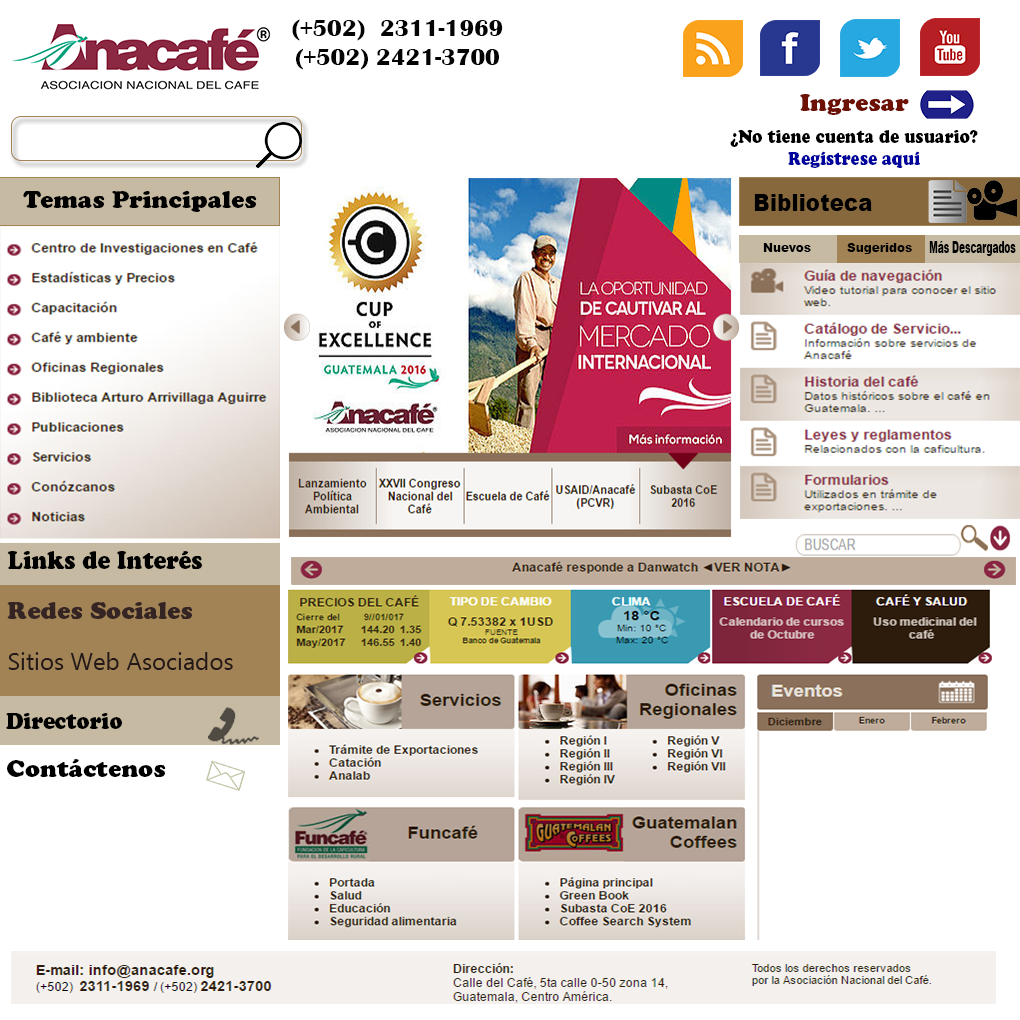 Anacafé®
ASOCIACION NACIONAL DEL CAFE
(+502) 2311-1969
(+502) 2421-3700
You
Tube
Ingresar
¿No tiene cuenta de usuario?
Regístrese aquí
Temas Principales
Centro de Investigaciones en Café
Estadísticas y Precios
Capacitación
Café y ambiente
Oficinas Regionales
Biblioteca Arturo Arrivillaga Aguirre
Publicaciones
Servicios
Conózcanos
Noticias
Links de Interés
Redes Sociales
Sitios Web Asociados
Directorio
Contáctenos
CUP
OF
EXCELLENCE
GUATEMALA 2016
Anacafé®
ASOCIACION NACIONAL DEL CAFE
LA OPORTUNIDAD
DE CAUTIVAR AL
MERCADO
INTERNACIONAL
Más información
Lanzamiento
Política
Ambiental
XXVII Congreso
Nacional del
Café
Escuela de Café
USAID/Anacafé
(PCVR)
Subasta CoE
2016
Biblioteca
Nuevos
Sugeridos
Más Descargados
Guía de navegación
Video tutorial para conocer el sitio
web.
Catálogo de Servicio...
Información sobre servicios de
Anacafé
Historia del café
Datos históricos sobre el café en
Guatemala. ...
Leyes y reglamentos
Relacionados con la caficultura.
Formularios
Utilizados en trámite de
exportaciones. ...
BUSCAR
Anacafé responde a Danwatch ◄VER NOTA►
PRECIOS DEL CAFÉ
Cierre del 9//01/017
Mar/2017 144.20 1.35
May/2017 146.55 1.40
TIPO DE CAMBIO
Q 7.53382 x 1USD
FUENTE
Banco de Guatemala
CLIMA
18 °C
Min: 10 °C
Max: 20 °C
ESCUELA DE CAFÉ
Calendario de cursos
de Octubre
CAFÉ Y SALUD
Uso medicinal del
café
Servicios
Trámite de Exportaciones
Catación
Analab
Oficinas
Regionales
Región I
Región II
Región III
Región IV
Región V
Región VI
Región VII
Eventos
Diciembre
Enero
Febrero
Funcafé
FUNDACION DE LA CAFICULTURA
PARA EL DESARROLLO RURAL
Funcafé
Portada
Salud
Educación
Seguridad alimentaria
GUATEMALAN
COFFEES
Guatemalan
Coffees
Página principal
Green Book
Subasta CoE 2016
Coffee Search System
E-mail: info@anacafe.org
(+502) 2311-1969 / (+502) 2421-3700
Dirección:
Calle del Café, 5ta calle 0-50 zona 14,
Guatemala, Centro América.
Todos los derechos reservados
por la Asociación Nacional del Café.